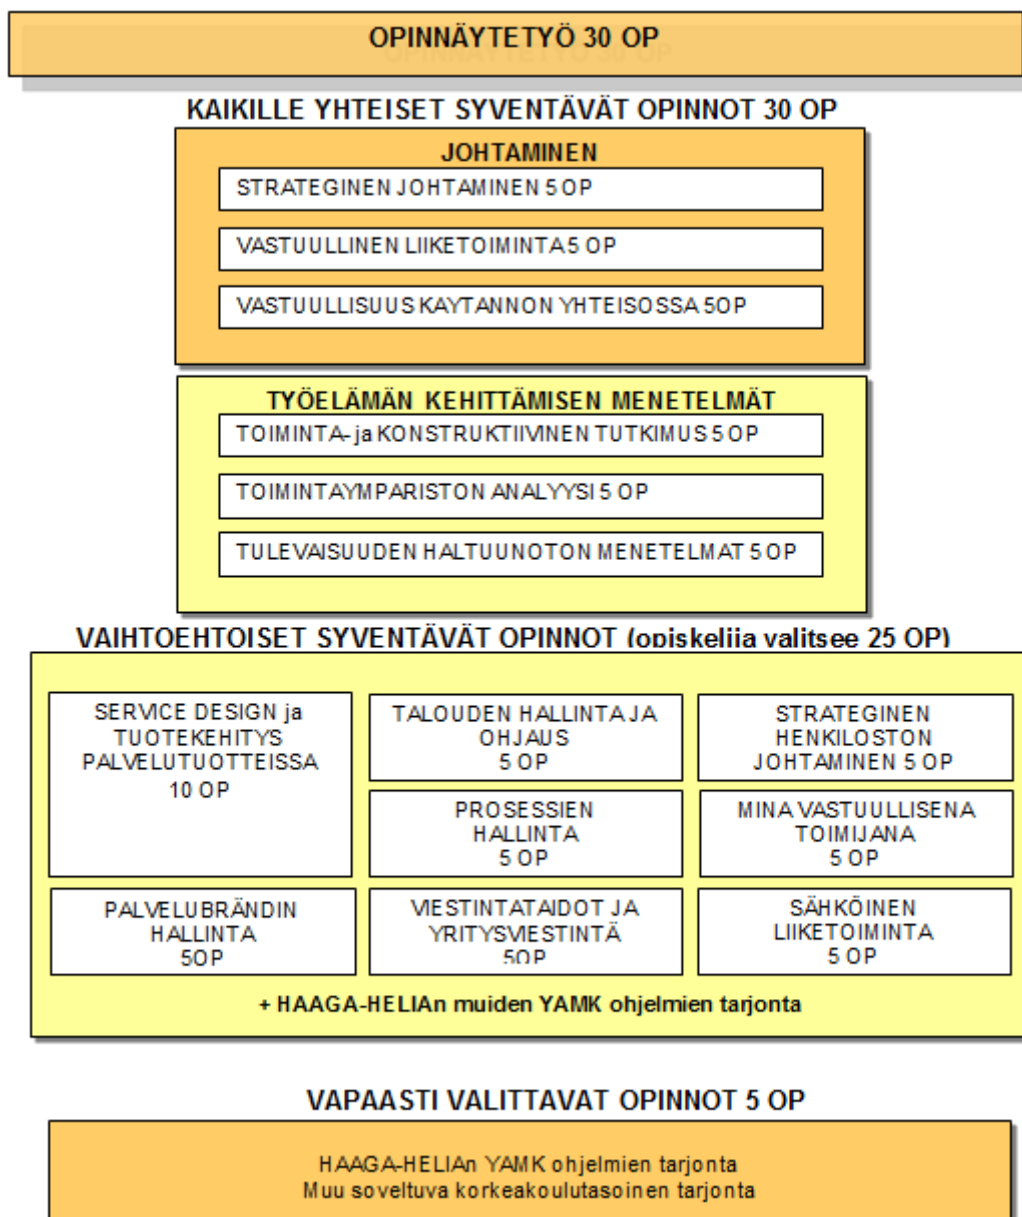 OPINNÄYTETYÖ 30 OP
KAIKILLE YHTEISET SYVENTÄVÄT OPINNOT 30 OP
JOHTAMINEN
STRATEGINEN JOHTAMINEN 5 OP
VASTUULLINEN LIIKETOIMINTA 5 OP
VASTUULLISUUS KAYTANNON YHTEISOSSA 5OP
TYÖELÄMÄN KEHITTÄMISEN MENETELMÄT
TOIMINTA- ja KONSTRUKTIIVINEN TUTKIMUS 5 OP
TOIMINTAYMPARISTON ANALYYSI 5 OP
TULEVAISUUDEN HALTUUNOTON MENETELMAT 5 OP
VAIHTOEHTOISET SYVENTÄVÄT OPINNOT (opiskelija valitsee 25 OP)
SERVICE DESIGN ja
TUOTEKEHITYS
PALVELUTUOTTEISSA
10 OP
TALOUDEN HALLINTA JA
OHJAUS
5 OP
STRATEGINEN
HENKILOSTON
JOHTAMINEN 5 OP
PROSESSIEN
HALLINTA
5 OP
MINA VASTUULLISENA
TOIMIJANA
5 OP
PALVELUBRÄNDIN
HALLINTA
5OP
VIESTINTATAIDOT JA
YRITYSVIESTINTÄ
5OP
SÄHKÖINEN
LIIKETOIMINTA
5 OP
+ HAAGA-HELIAn muiden YAMK ohjelmien tarjonta
VAPAASTI VALITTAVAT OPINNOT 5 OP
HAAGA-HELIAn YAMK ohjelmien tarjonta
Muu soveltuva korkeakoulutasoinen tarjonta